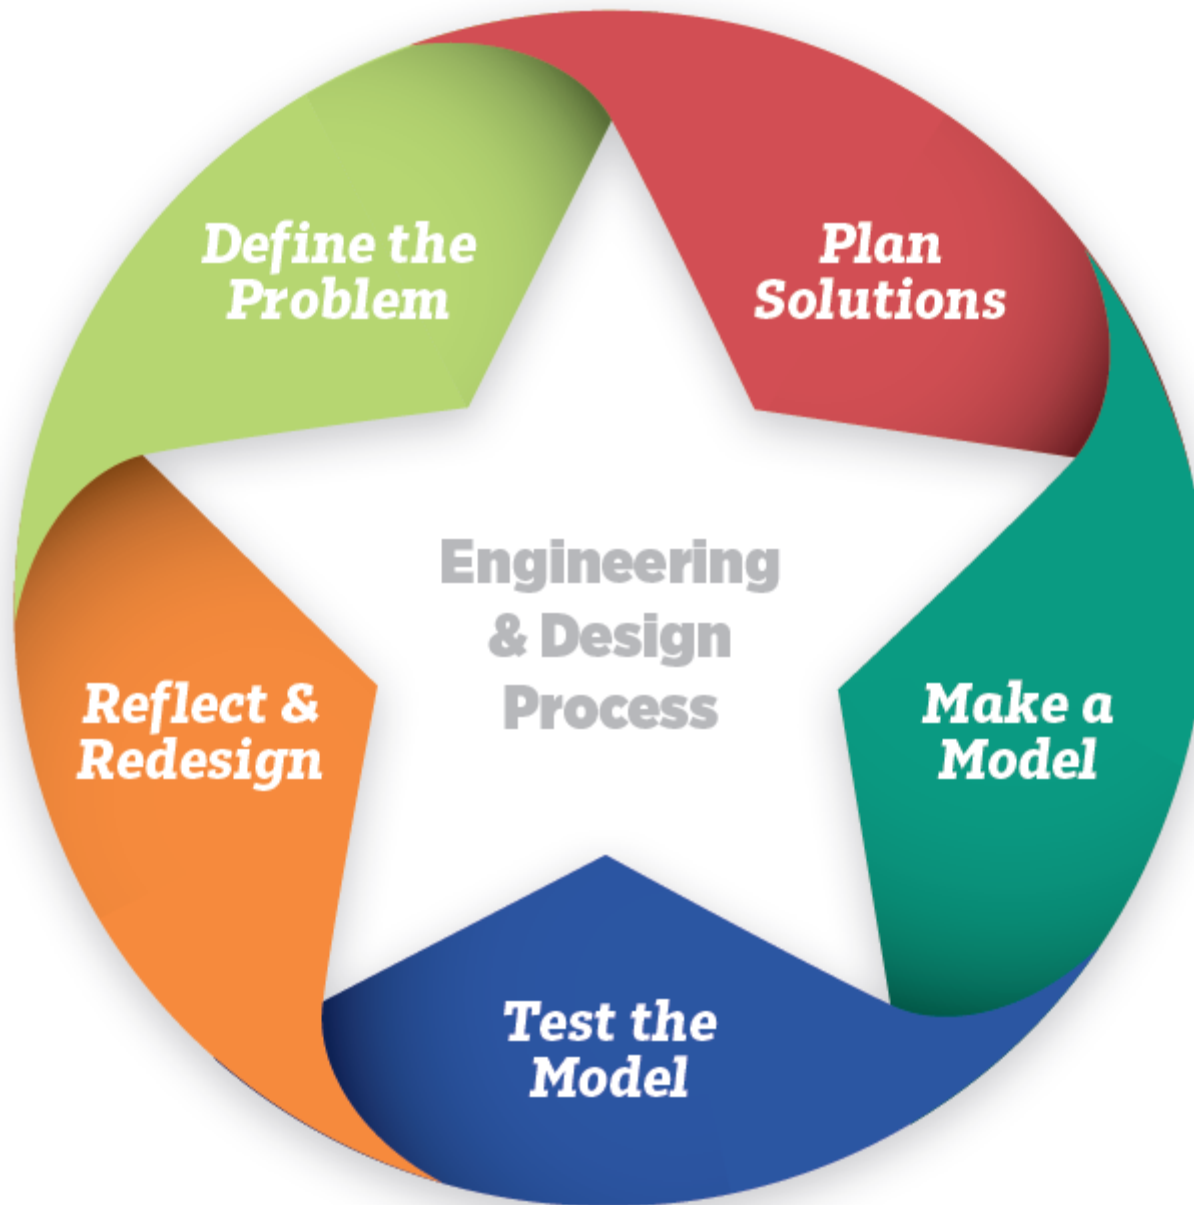 Define the
Problem
Plan
Solutions
Engineering
& Design
Process
Reflect &
Redesign
Make a
Model
Test the
Model